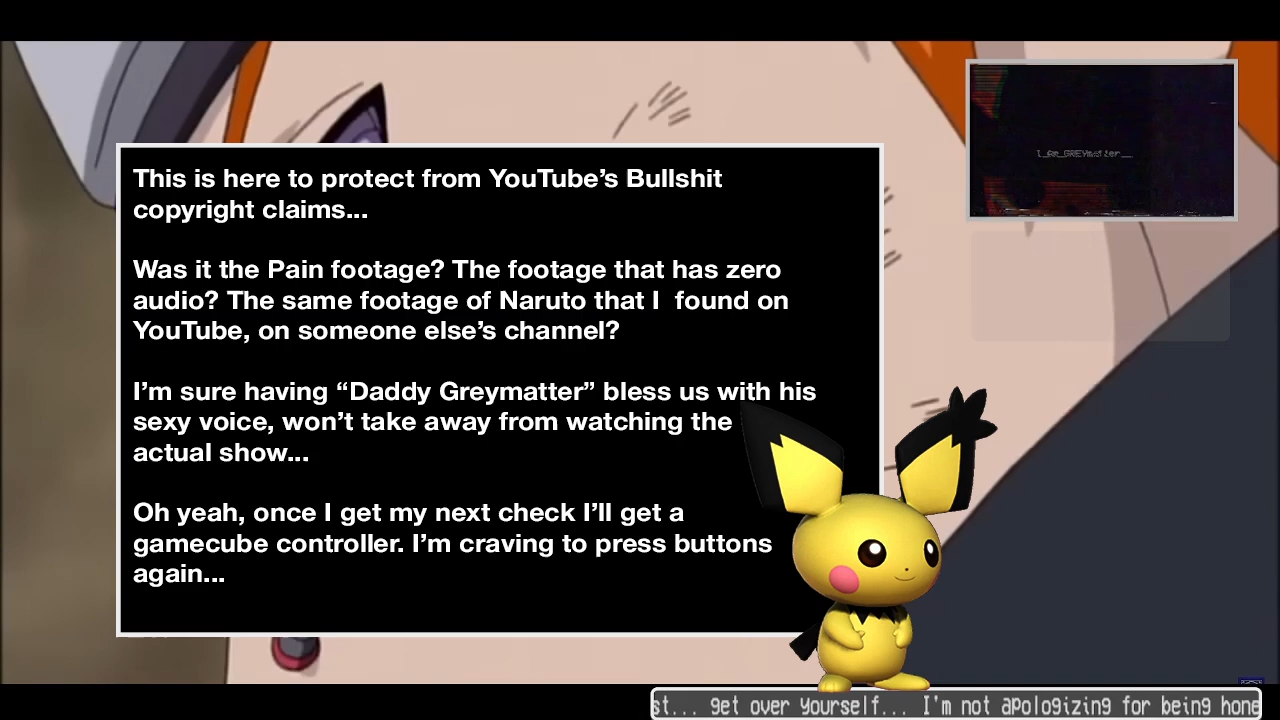 This is here to protect from YouTube’s Bullshit
copyright claims...
Was it the Pain footage? The footage that has zero
audio? The same footage of Naruto that I  found on
YouTube, on someone else’s channel?
I’m sure having “Daddy Greymatter” bless us with his
sexy voice, won’t take away from watching the
actual show...
Oh yeah, once I get my next check I’ll get a
gamecube controller. I’m craving to press buttons
again...
I_am_GREYmatter__
st... get over yourself... I'm not apologizing for being hone